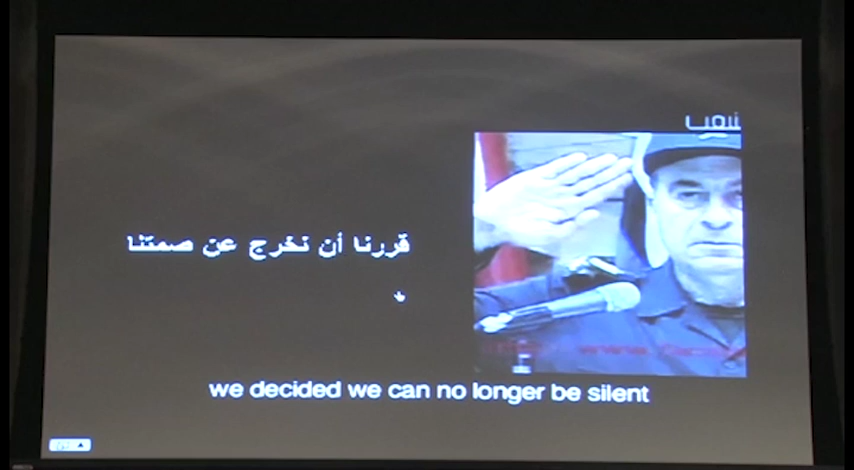 قررنا أن نخرج عن صمتنا
we decided we can no longer be silent